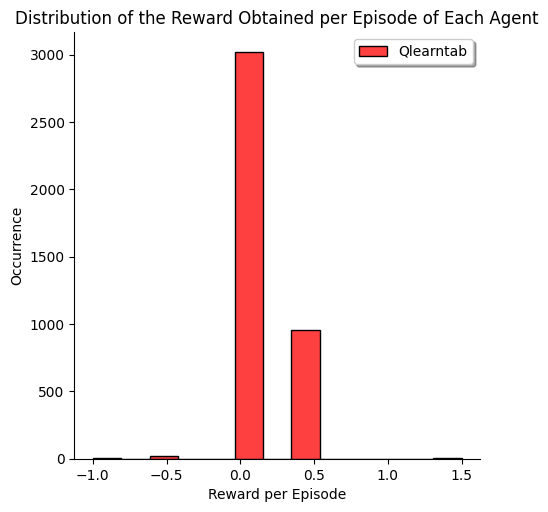 Distribution of the Reward Obtained per Episode of Each Agent
Qlearntab
3000
2500
2000
1500
1000
500
0
Occurrence
−1.0 −0.5 0.0 0.5 1.0 1.5
Reward per Episode